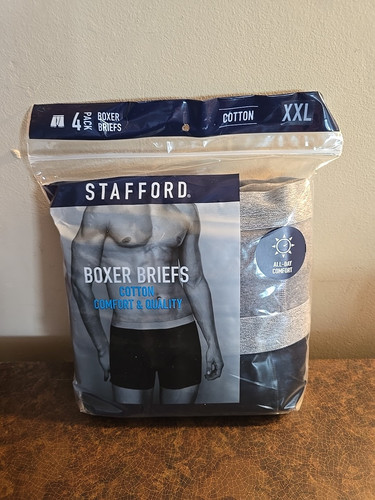 4 PACK
BOXER
BRIEFS
COTTON
XXL
STAFFORD®
BOXER BRIEFS
COTTON
COMFORT & QUALITY
ALL-DAY
COMFORT